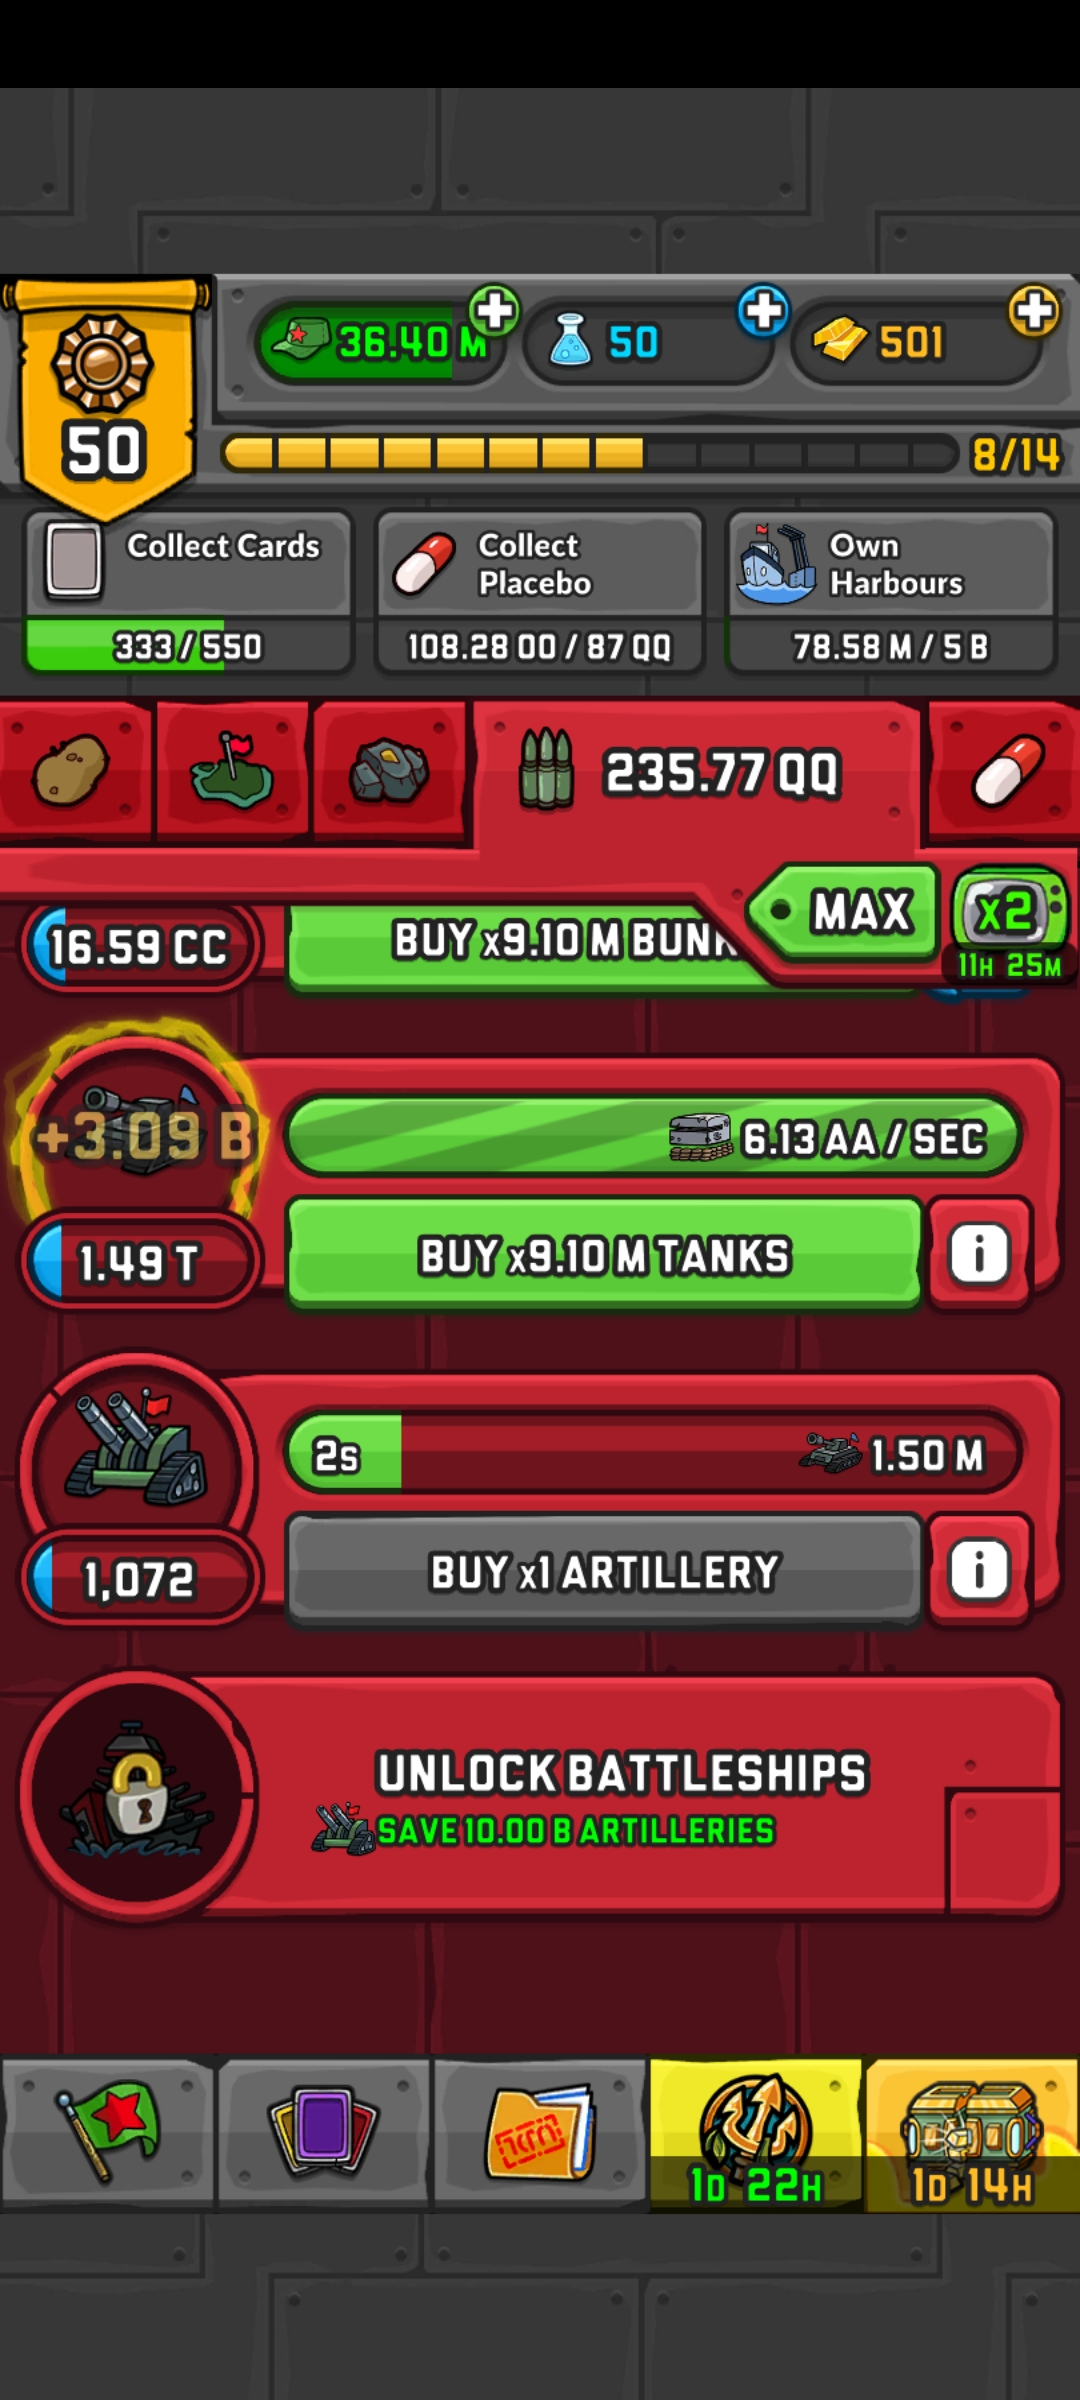 36.40 M
50
501
50
8/14
Collect Cards
333 / 550
Collect
Placebo
108.28 OO / 87 QQ
Own
Harbours
78.58 M / 5 B
235.77 QQ
MAX
x2
11H 25M
16.59 CC
BUY x9.10 M BUNK
+3.09 B
6.13 AA / SEC
1.49 T
BUY x9.10 M TANKS
i
2s
1.50 M
1,072
BUY x1 ARTILLERY
i
UNLOCK BATTLESHIPS
SAVE 10.00 B ARTILLERIES
1D 22H
1D 14H